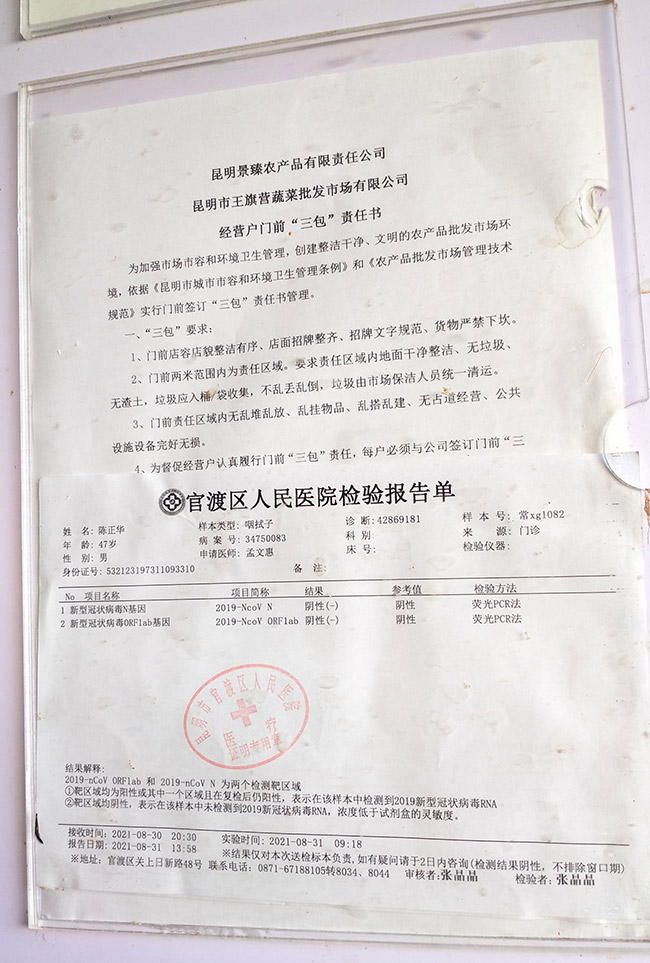 昆明景臻农产品有限责任公司
昆明市王旗营蔬菜批发市场有限公司
经营户门前“三包”责任书
为加强市场市容和环境卫生管理，创建整洁干净、文明的农产品批发市场环
境，依据《昆明市城市市容和环境卫生管理条例》和《农产品批发市场管理技术
规范》实行门前签订“三包”责任书管理。
一、“三包”要求：
1、门前店容店貌整洁有序、店面招牌整齐、招牌文字规范、货物严禁下坎。
2、门前两米范围内为责任区域。要求责任区域内地面干净整洁、无垃圾、
无渣土，垃圾应入桶/袋收集，不乱丢乱倒，垃圾由市场保洁人员统一清运。
3、门前责任区域内无乱堆乱放、乱挂物品、乱搭乱建、无占道经营、公共
设施设备完好无损。
4、为督促经营户认真履行门前“三包”责任，每户必须与公司签订门前“三
官渡区人民医院检验报告单
姓 名: 陈正华 样本类型: 咽拭子 诊 断: 42869181 样 本 号: 常xg1082
年 龄: 47岁 病 案 号: 34750083 科 别: 来 源: 门诊
性 别: 男 申请医师: 孟文惠 床 号: 检验仪器:
身份证号: 532123197311093310 备 注:
No 项目名称 项目简称 结果 参考值 检验方法
1 新型冠状病毒N基因 2019-NcoV N 阴性(-) 阴性 荧光PCR法
2 新型冠状病毒ORFlab基因 2019-NcoV ORFlab 阴性(-) 阴性 荧光PCR法
昆明市官渡区人民医院
医疗
证明专用章
结果解释:
2019-nCoV ORFlab 和 2019-nCoV N 为两个检测靶区域
①靶区域均为阳性或其中一个区域且在复检后仍阳性，表示在该样本中检测到2019新型冠状病毒RNA
②靶区域均阴性，表示在该样本中未检测到2019新冠状病毒RNA，浓度低于试剂盒的灵敏度。
接收时间: 2021-08-30 20:30 实验时间: 2021-08-31 09:18
报告日期: 2021-08-31 13:58 ※结果仅对本次送检标本负责,如有疑问请于2日内咨询(检测结果阴性，不排除窗口期)
※地址: 官渡区关上日新路48号 联系电话: 0871-67188105转8034、8044 审核者:张晶晶 检验者:张晶晶